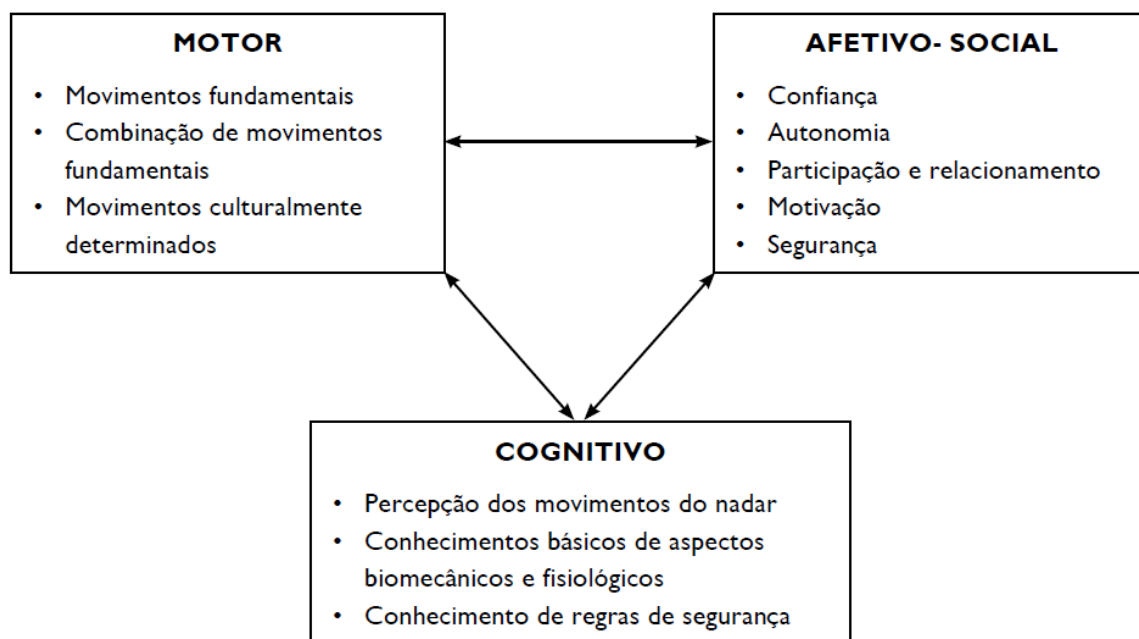 MOTOR
• Movimentos fundamentais
• Combinação de movimentos
fundamentais
• Movimentos culturalmente
determinados
AFETIVO- SOCIAL
• Confiança
• Autonomia
• Participação e relacionamento
• Motivação
• Segurança
COGNITIVO
• Percepção dos movimentos do nadar
• Conhecimentos básicos de aspectos
biomecânicos e fisiológicos
• Conhecimento de regras de segurança